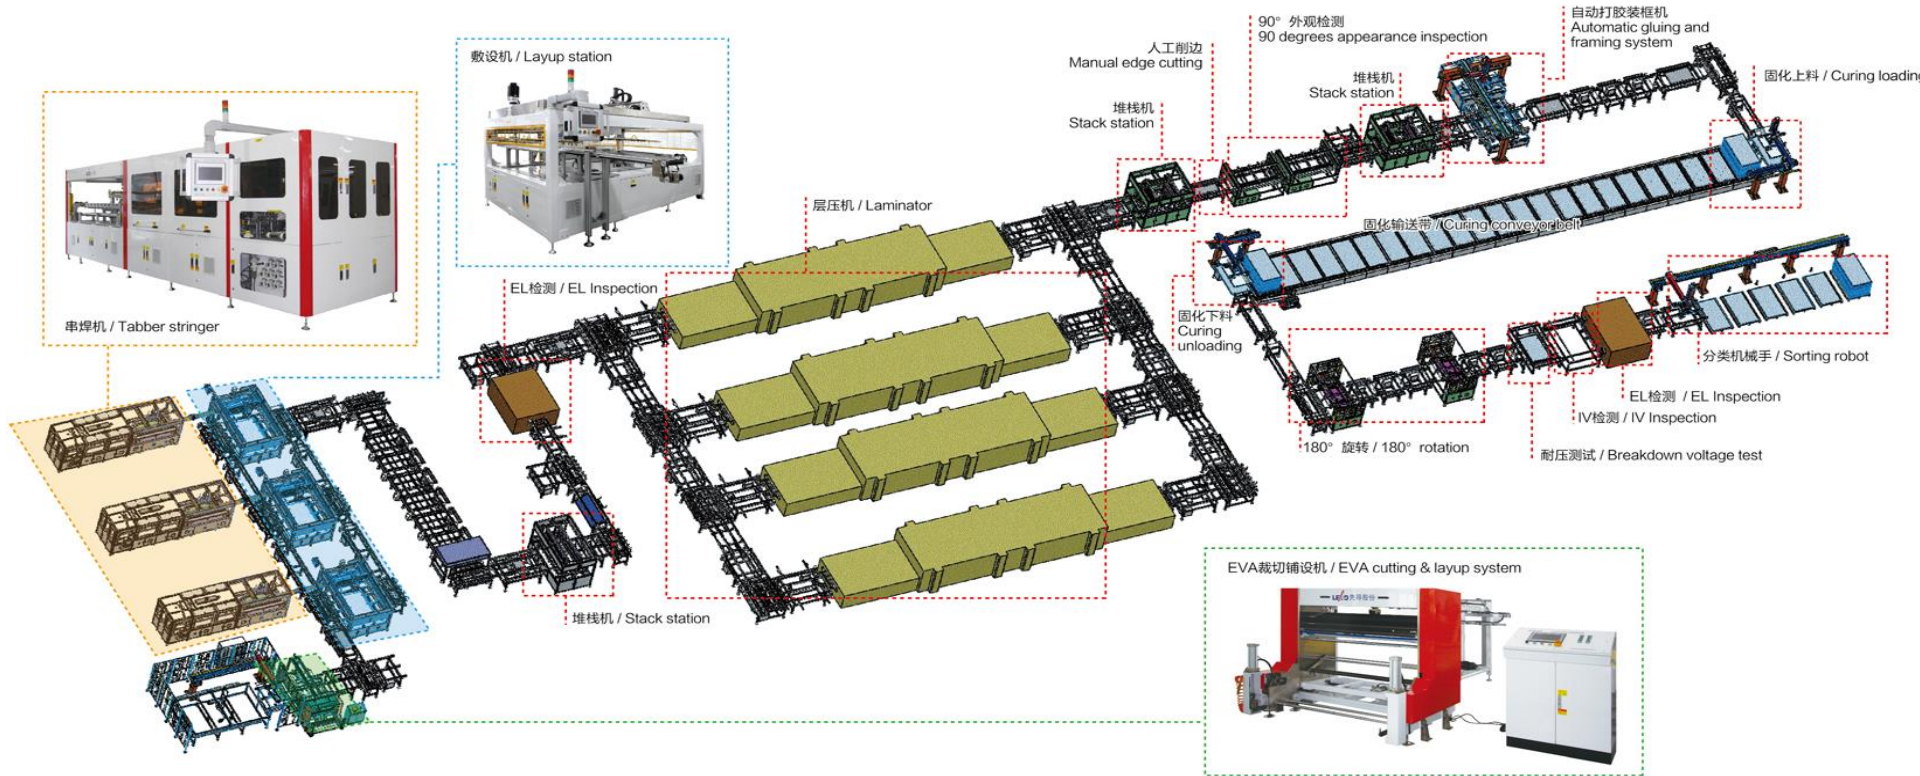 敷设机 / Layup station
串焊机 / Tabber stringer
EL检测 / EL Inspection
堆栈机 / Stack station
层压机 / Laminator
堆栈机
Stack station
人工削边
Manual edge cutting
90° 外观检测
90 degrees appearance inspection
堆栈机
Stack station
自动打胶装框机
Automatic gluing and
framing system
固化上料 / Curing loading
固化输送带 / Curing conveyor belt
固化下料
Curing
unloading
180° 旋转 / 180° rotation
耐压测试 / Breakdown voltage test
IV检测 / IV Inspection
EL检测 / EL Inspection
分类机械手 / Sorting robot
EVA裁切铺设机 / EVA cutting & layup system